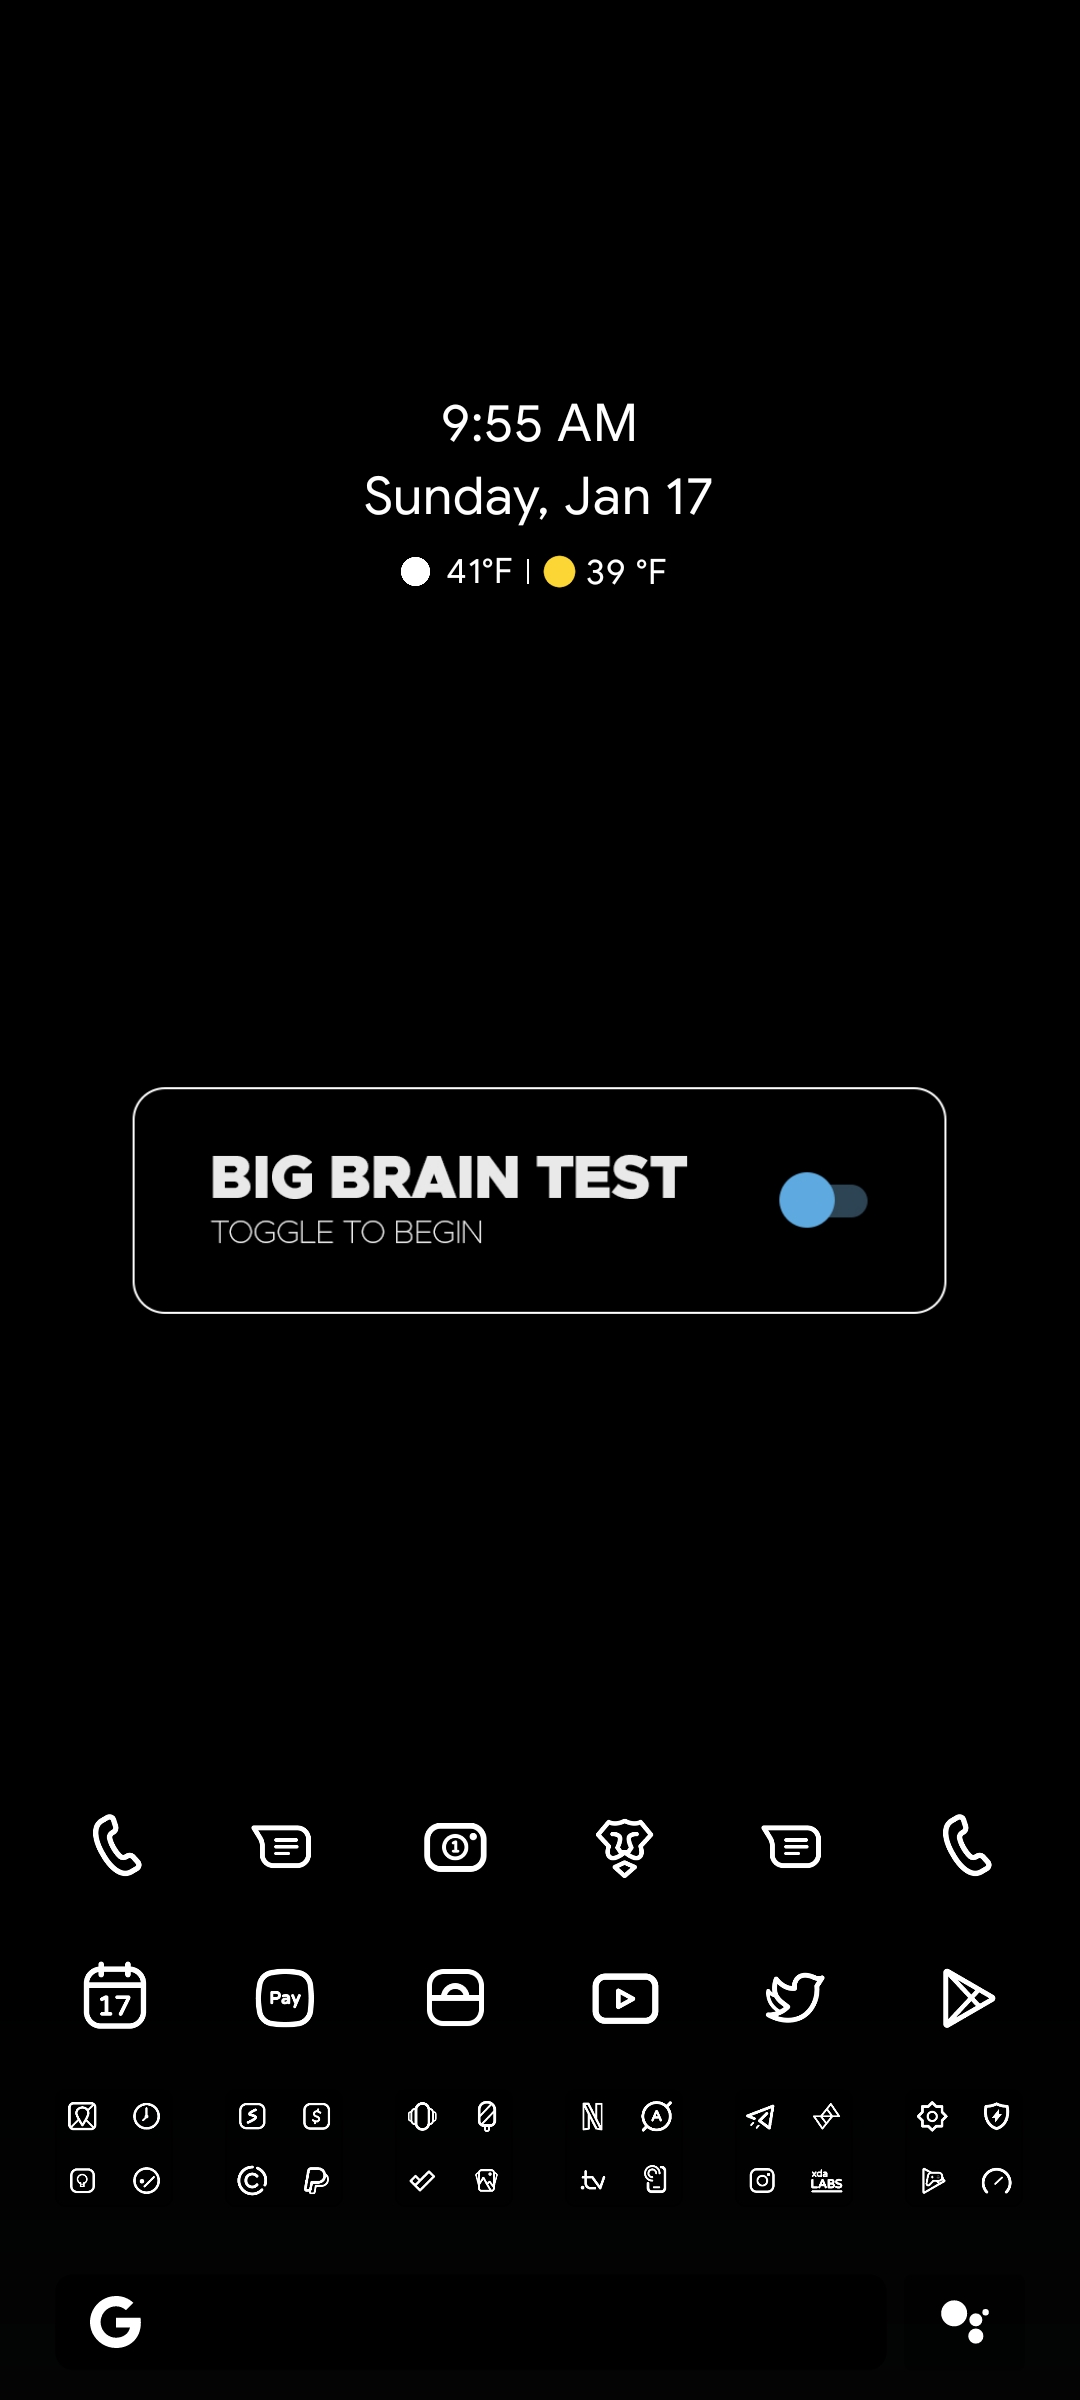 9:55 AM
Sunday, Jan 17
41°F | 39 °F
BIG BRAIN TEST
TOGGLE TO BEGIN
1
17
Pay
S $ N A
C .tv xda
LABS
G